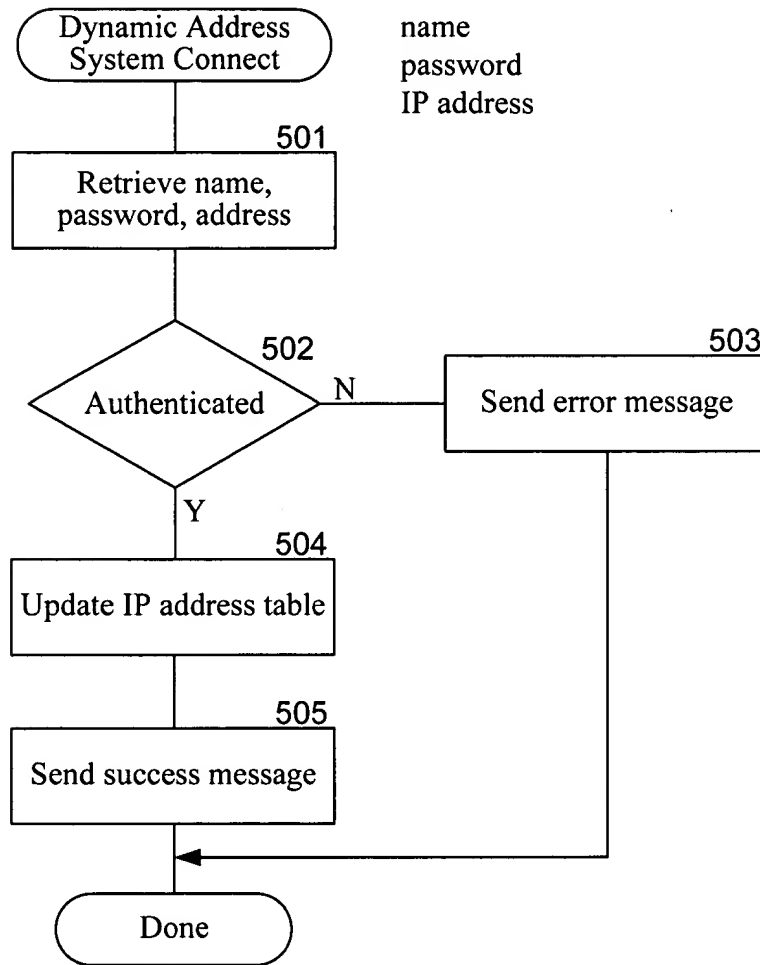 Dynamic Address
System Connect
name
password
IP address
501
Retrieve name,
password, address
502
Authenticated
N
503
Send error message
Y
504
Update IP address table
505
Send success message
Done